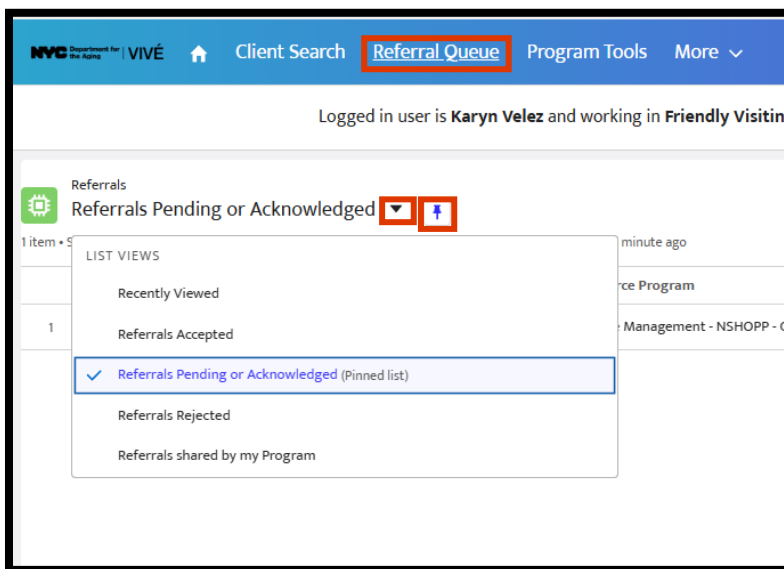 NYC Department for the Aging | VIVÉ Client Search Referral Queue Program Tools More
Logged in user is Karyn Velez and working in Friendly Visitin
Referrals
Referrals Pending or Acknowledged
1 item • S minute ago
LIST VIEWS
rce Program
Recently Viewed
1 Management - NSHOPP - C
Referrals Accepted
Referrals Pending or Acknowledged (Pinned list)
Referrals Rejected
Referrals shared by my Program